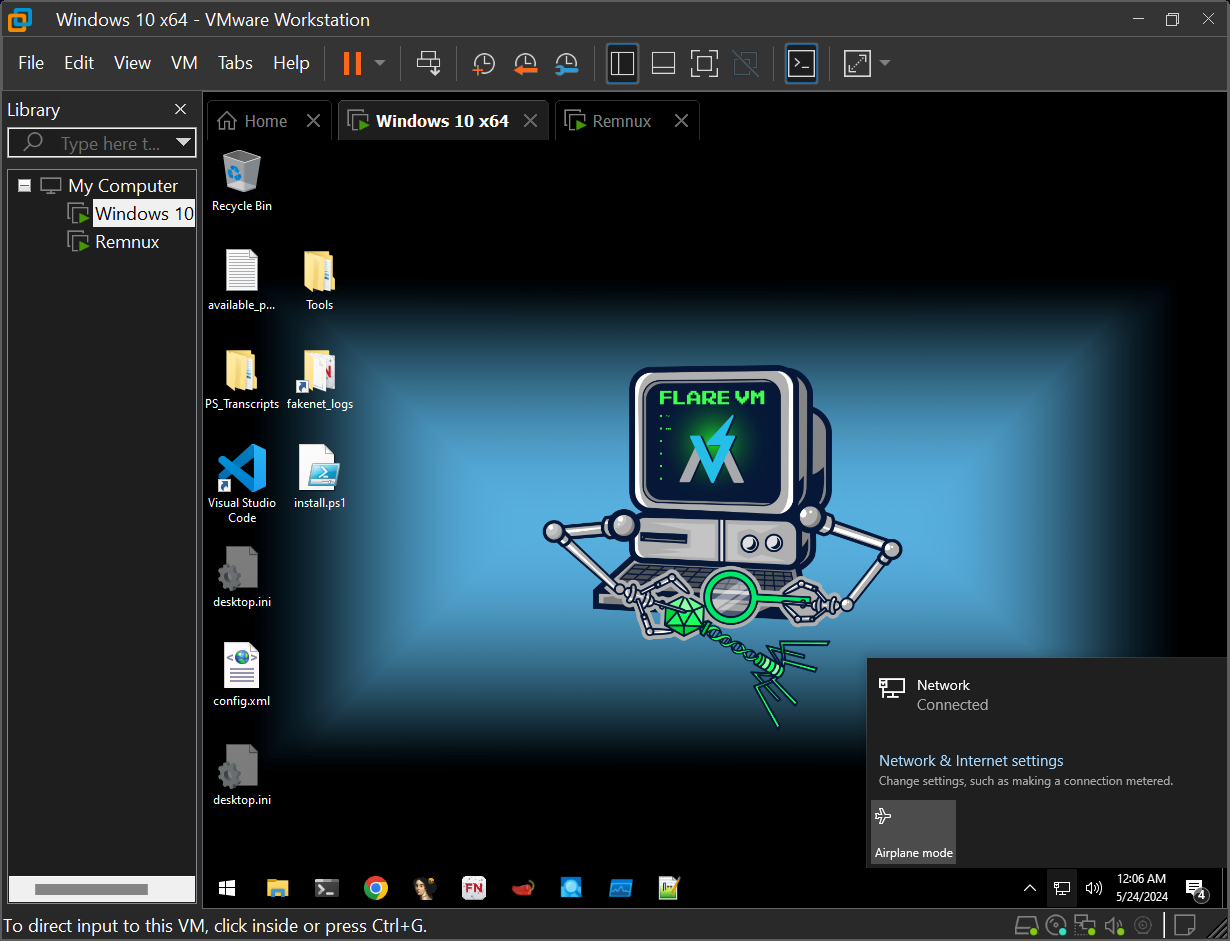 Windows 10 x64 - VMware Workstation
File Edit View VM Tabs Help
Library
Type here t...
My Computer
Windows 10
Remnux
Home
Windows 10 x64
Remnux
Recycle Bin
available_p...
Tools
PS_Transcripts
fakenet_logs
Visual Studio
Code
install.ps1
desktop.ini
config.xml
desktop.ini
FLARE VM
Network
Connected
Network & Internet settings
Change settings, such as making a connection metered.
Airplane mode
FN
12:06 AM
5/24/2024
4
To direct input to this VM, click inside or press Ctrl+G.